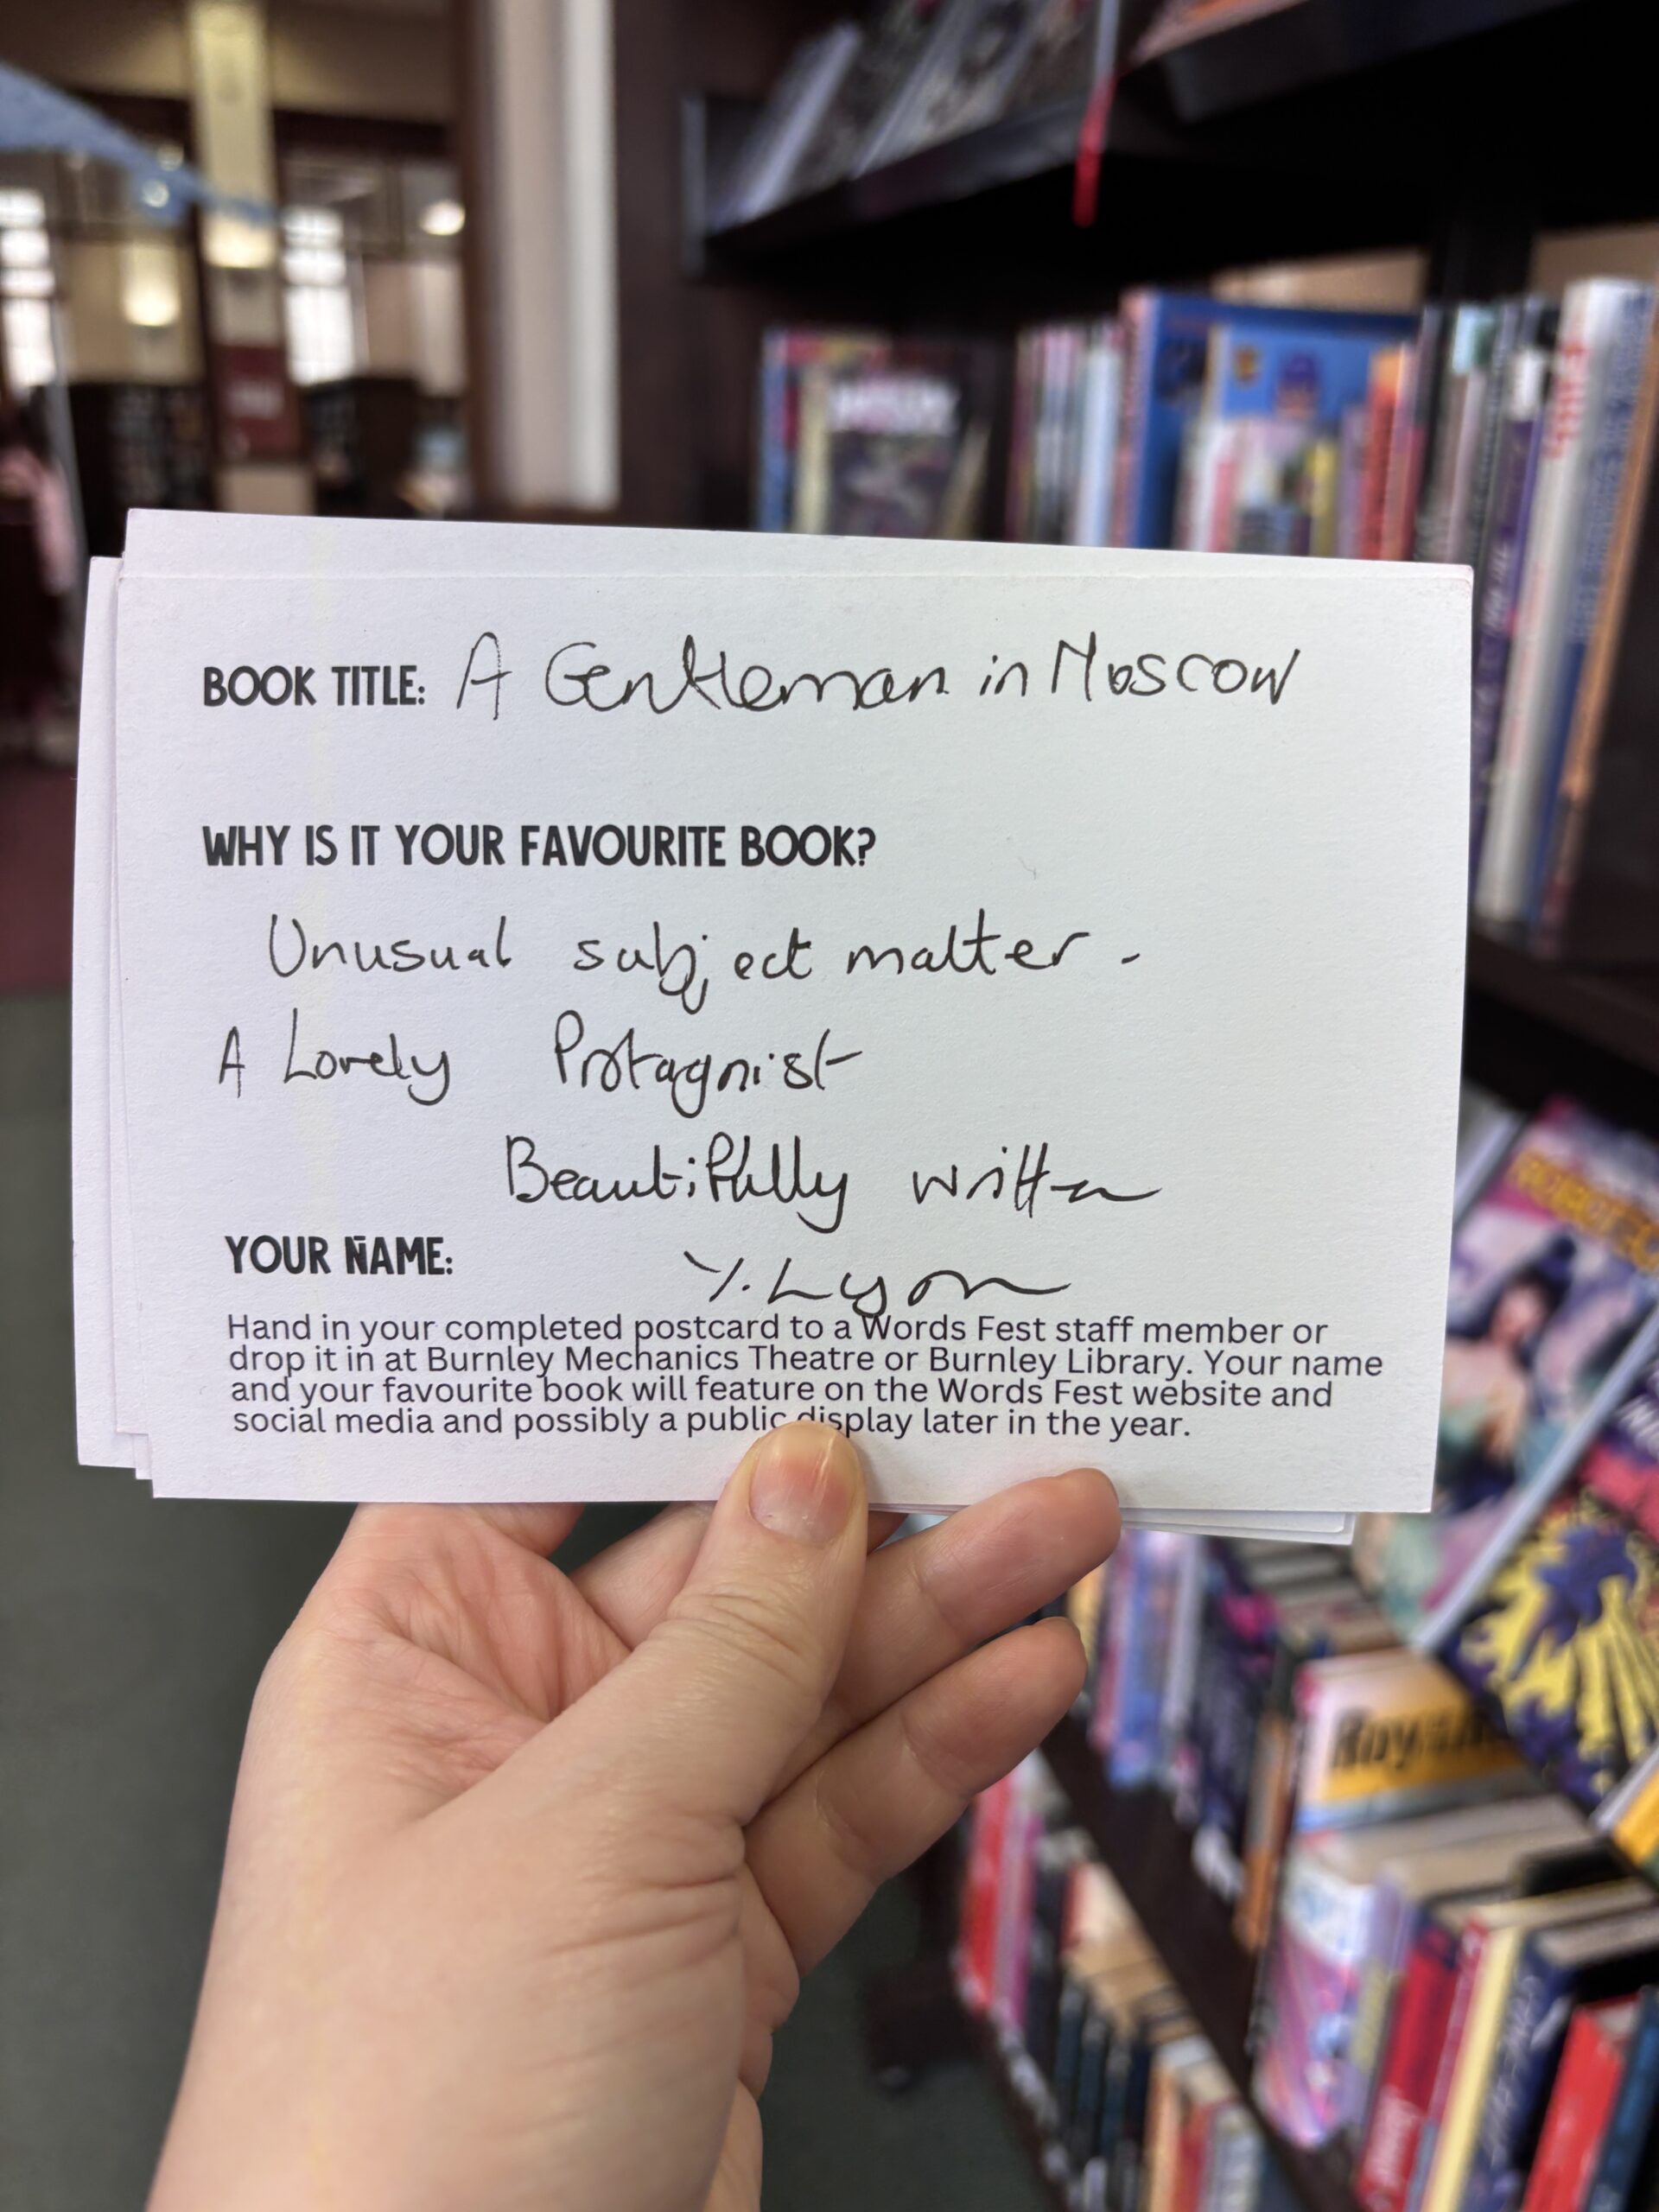 BOOK TITLE: A Gentleman in Moscow
WHY IS IT YOUR FAVOURITE BOOK?
Unusual subject matter -
A Lovely Protagnist
Beautifully written
YOUR NAME: Y. Lyon
Hand in your completed postcard to a Words Fest staff member or
drop it in at Burnley Mechanics Theatre or Burnley Library. Your name
and your favourite book will feature on the Words Fest website and
social media and possibly a public display later in the year.